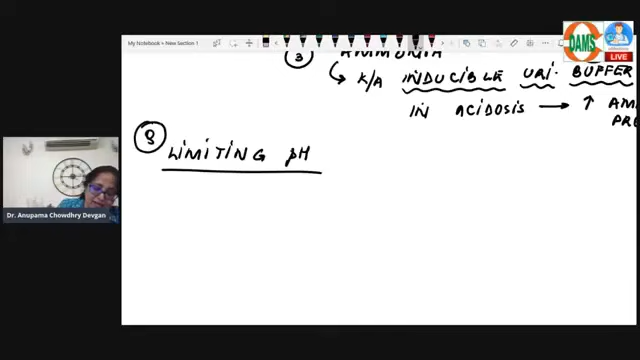 My Notebook > New Section 1
DAMS
LIVE
③ AMMONIA
↳ K/A INDUCIBLE URI. BUFFER
IN ACIDOSIS → ↑ AM
PRE
⑧ LIMITING pH
Dr. Anupama Chowdhry Devgan